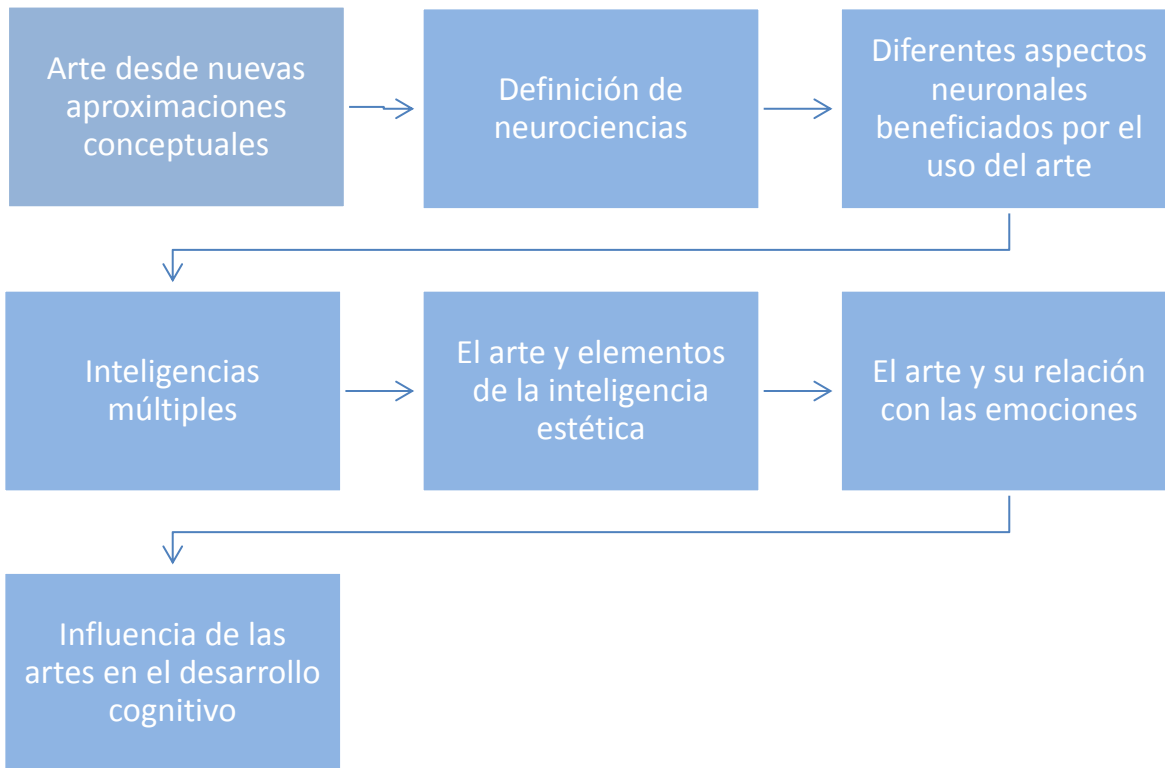 Arte desde nuevas
aproximaciones
conceptuales
Definición de
neurociencias
Diferentes aspectos
neuronales
beneficiados por el
uso del arte
Inteligencias
múltiples
El arte y elementos
de la inteligencia
estética
El arte y su relación
con las emociones
Influencia de las
artes en el desarrollo
cognitivo